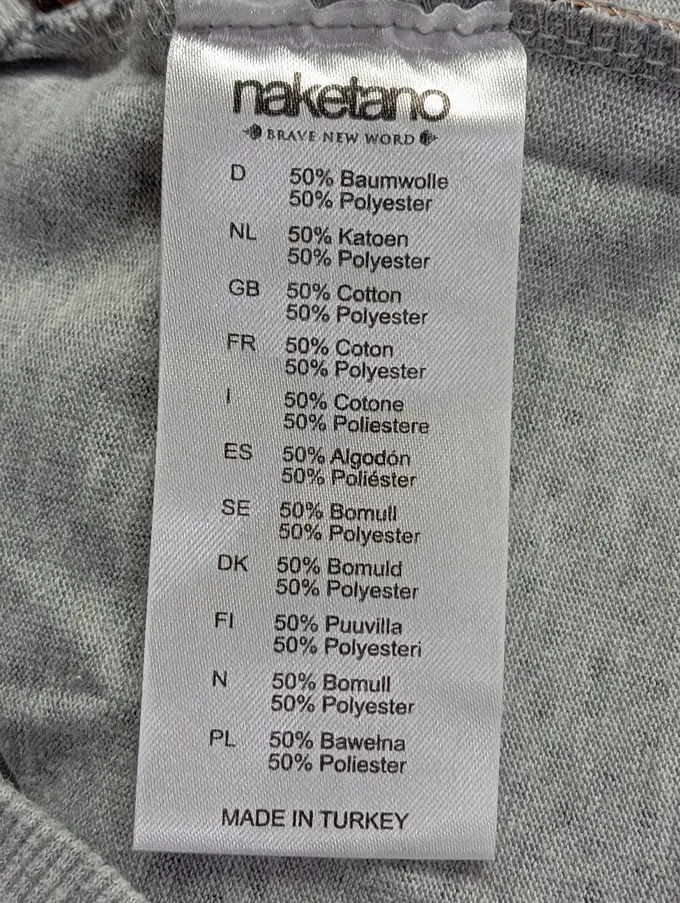 naketano
BRAVE NEW WORD
D 50% Baumwolle
50% Polyester
NL 50% Katoen
50% Polyester
GB 50% Cotton
50% Polyester
FR 50% Coton
50% Polyester
I 50% Cotone
50% Poliestere
ES 50% Algodón
50% Poliéster
SE 50% Bomull
50% Polyester
DK 50% Bomuld
50% Polyester
FI 50% Puuvilla
50% Polyesteri
N 50% Bomull
50% Polyester
PL 50% Bawełna
50% Poliester
MADE IN TURKEY